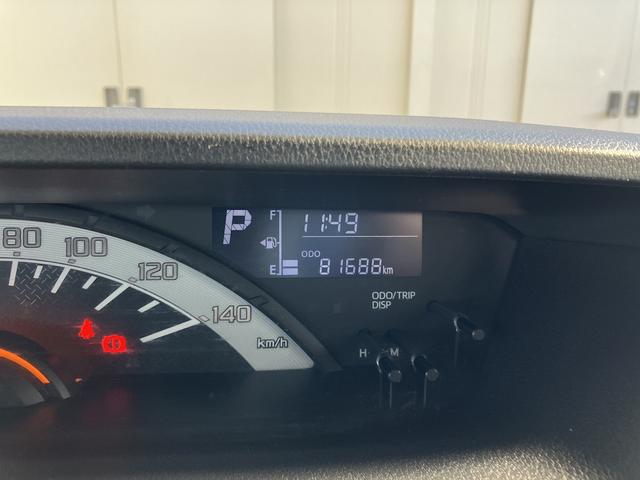 P
F
11:49
ODO
E
81688km
80
100
120
140
km/h
ODO/TRIP
DISP
H
M